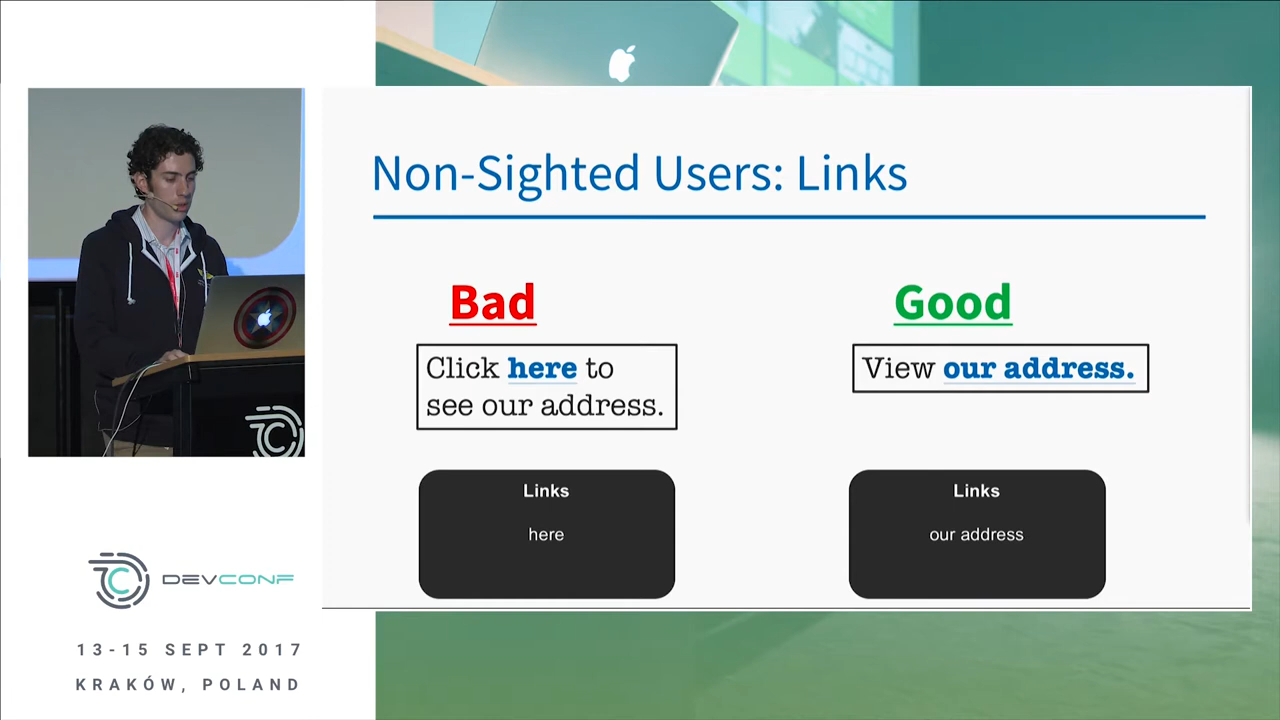 Non-Sighted Users: Links
Bad
Click here to
see our address.
Links
here
Good
View our address.
Links
our address
DEVCONF
13-15 SEPT 2017
KRAKÓW, POLAND